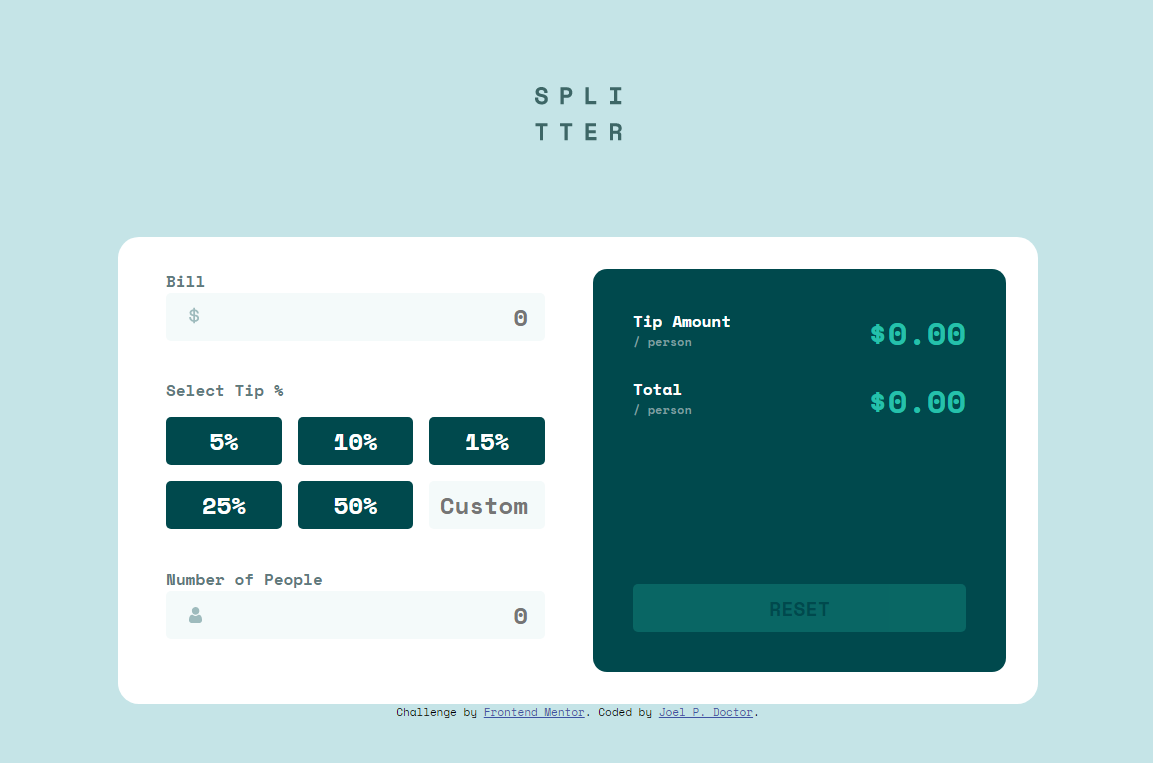 SPLI
TTER
Bill
$ 0
Select Tip %
5% 10% 15%
25% 50% Custom
Number of People
0
Tip Amount
/ person
$0.00
Total
/ person
$0.00
RESET
Challenge by Frontend Mentor. Coded by Joel P. Doctor.